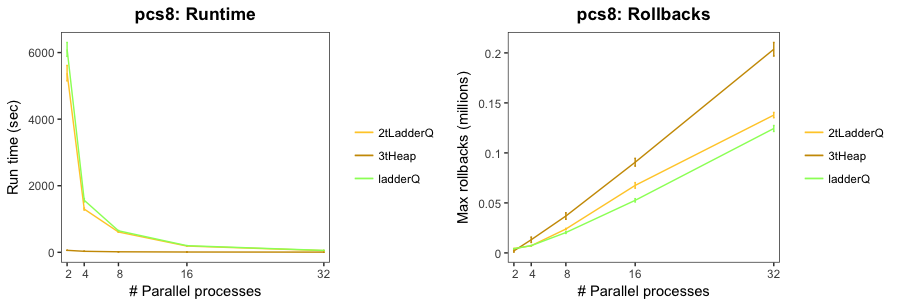 pcs8: Runtime
Run time (sec)
6000
4000
2000
0
2 4 8 16 32
# Parallel processes
2tLadderQ
3tHeap
ladderQ
pcs8: Rollbacks
Max rollbacks (millions)
0.2
0.15
0.1
0.05
0
2 4 8 16 32
# Parallel processes
2tLadderQ
3tHeap
ladderQ